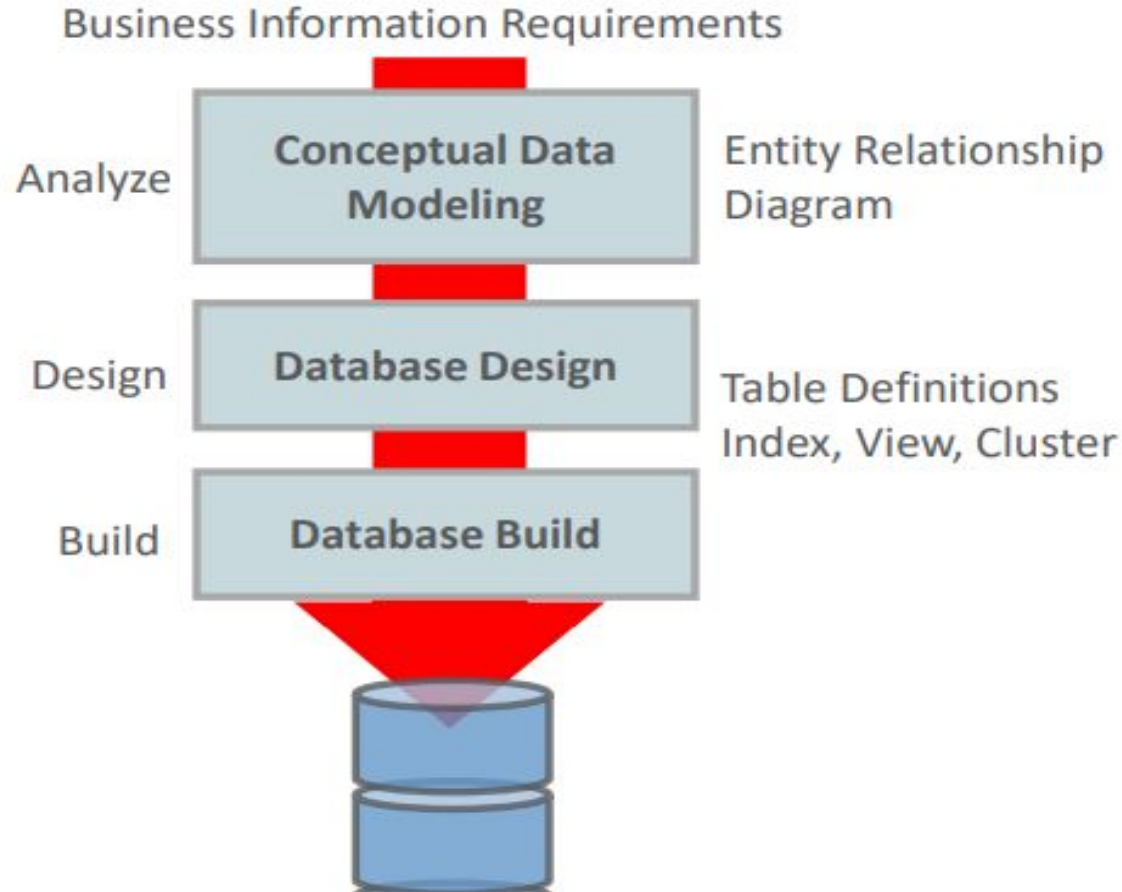 Business Information Requirements
Analyze
Conceptual Data
Modeling
Entity Relationship
Diagram
Design
Database Design
Table Definitions
Index, View, Cluster
Build
Database Build